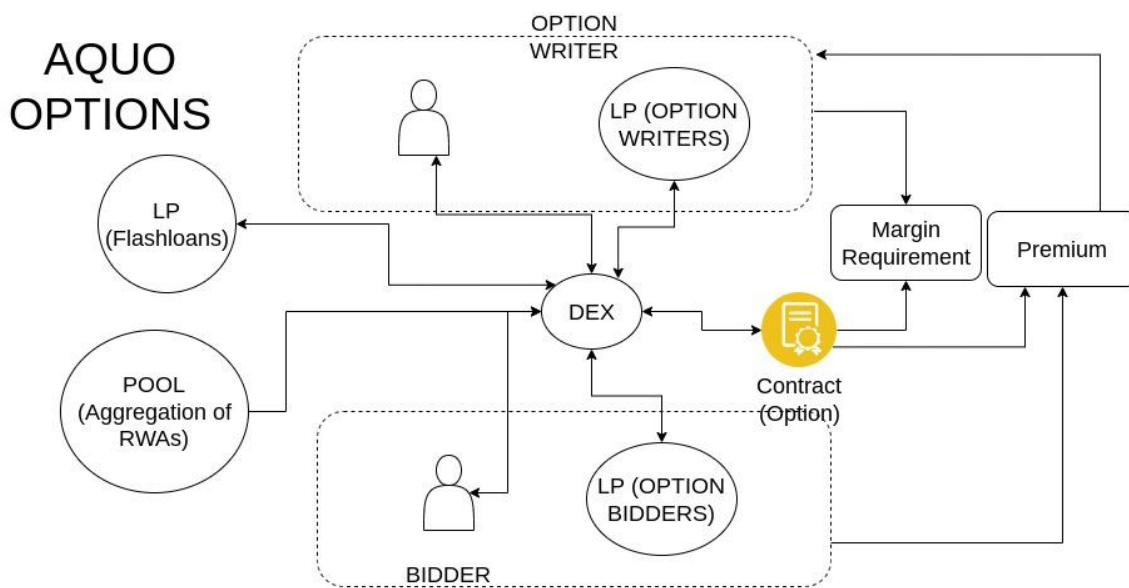 AQUO
OPTIONS
OPTION
WRITER
LP (OPTION
WRITERS)
LP
(Flashloans)
Margin
Requirement
Premium
DEX
POOL
(Aggregation of
RWAs)
Contract
(Option)
LP (OPTION
BIDDERS)
BIDDER